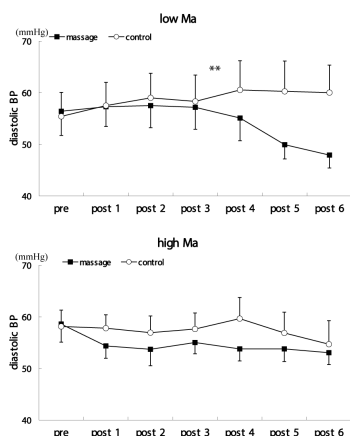 low Ma
(mmHg)
70
massage control
**
60
diastolic BP
50
40
pre post 1 post 2 post 3 post 4 post 5 post 6
high Ma
(mmHg)
70
massage control
60
diastolic BP
50
40
pre post 1 post 2 post 3 post 4 post 5 post 6